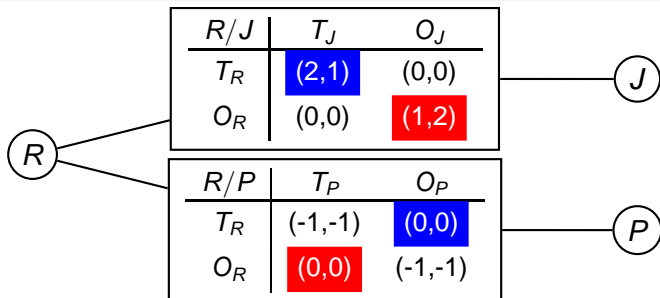 R/J T_J O_J
T_R (2,1) (0,0)
O_R (0,0) (1,2)
J
R
R/P T_P O_P
T_R (-1,-1) (0,0)
O_R (0,0) (-1,-1)
P